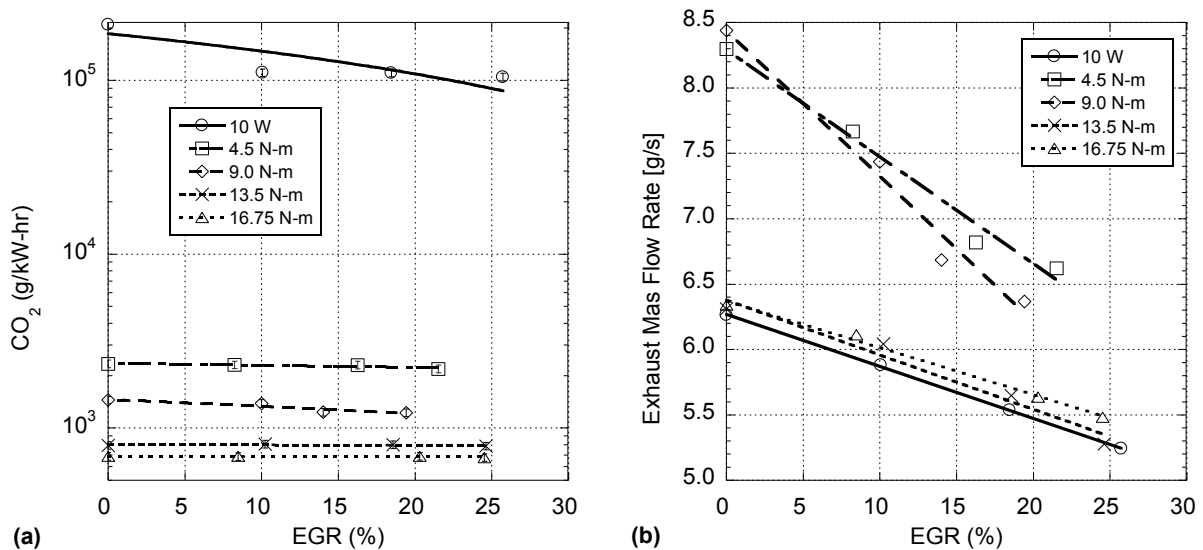 10^5
10^4
10^3
CO2 (g/kW-hr)
10 W
4.5 N-m
9.0 N-m
13.5 N-m
16.75 N-m
0 5 10 15 20 25 30
(a)
EGR (%)
8.5
8.0
7.5
7.0
6.5
6.0
5.5
5.0
Exhaust Mas Flow Rate [g/s]
10 W
4.5 N-m
9.0 N-m
13.5 N-m
16.75 N-m
0 5 10 15 20 25 30
(b)
EGR (%)